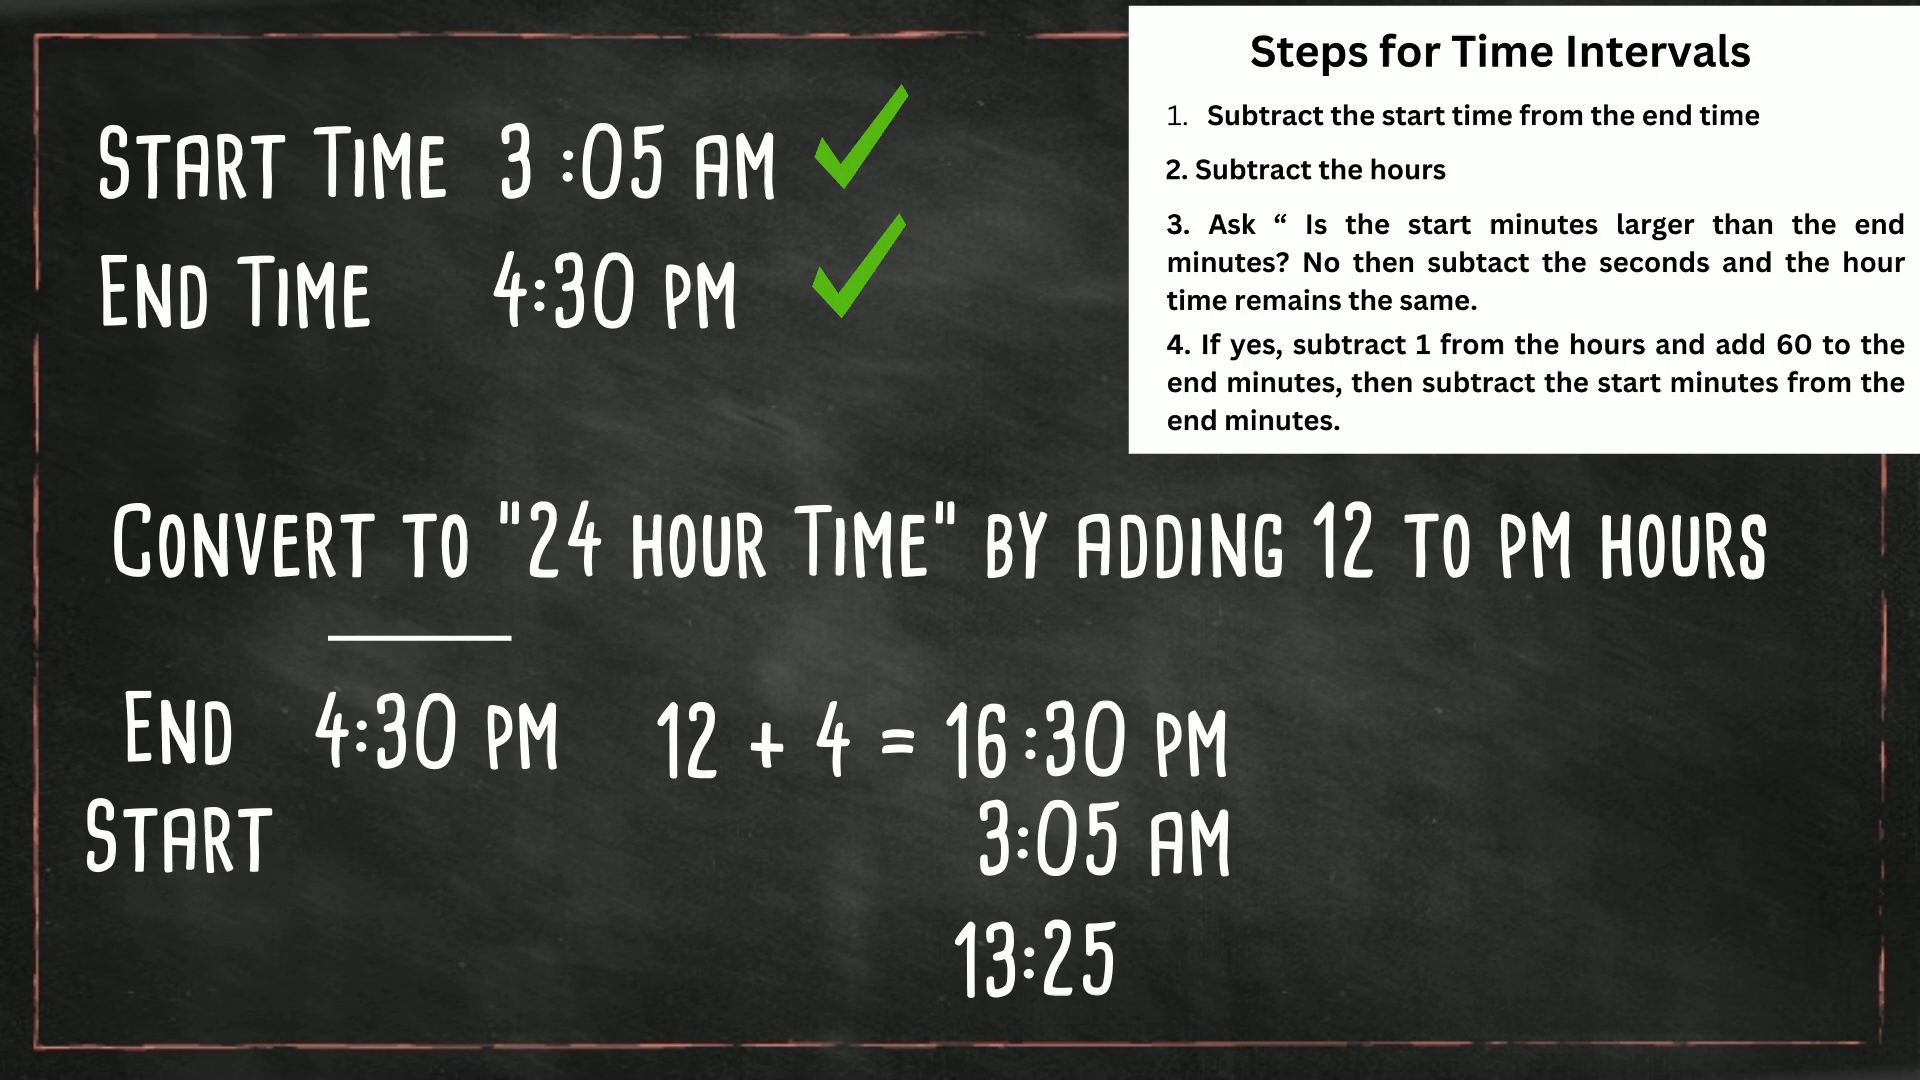 Steps for Time Intervals
1. Subtract the start time from the end time
2. Subtract the hours
3. Ask “ Is the start minutes larger than the end
minutes? No then subtact the seconds and the hour
time remains the same.
4. If yes, subtract 1 from the hours and add 60 to the
end minutes, then subtract the start minutes from the
end minutes.
START TIME 3 :05 AM
END TIME 4:30 PM
CONVERT TO "24 HOUR TIME" BY ADDING 12 TO PM HOURS
END 4:30 PM 12 + 4 = 16:30 PM
START 3:05 AM
13:25